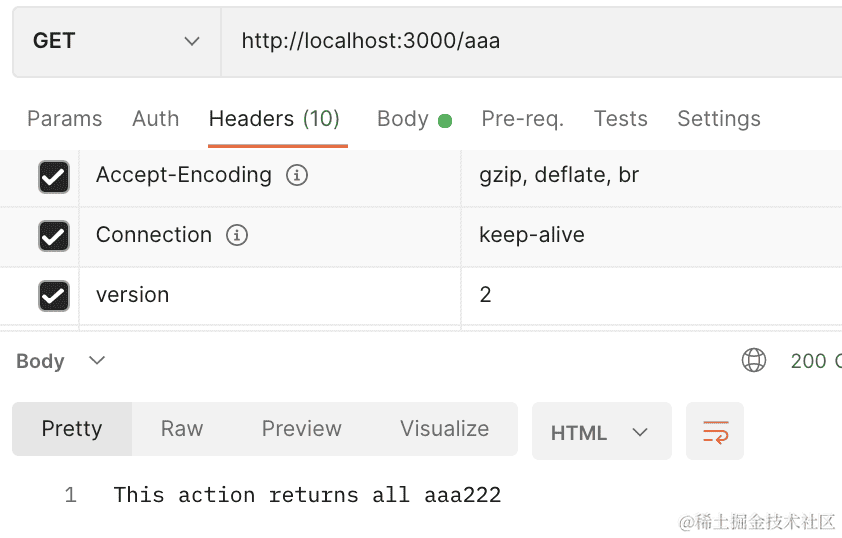 GET http://localhost:3000/aaa
Params Auth Headers (10) Body Pre-req. Tests Settings
Accept-Encoding gzip, deflate, br
Connection keep-alive
version 2
Body 200
Pretty Raw Preview Visualize HTML
1 This action returns all aaa222
@稀土掘金技术社区